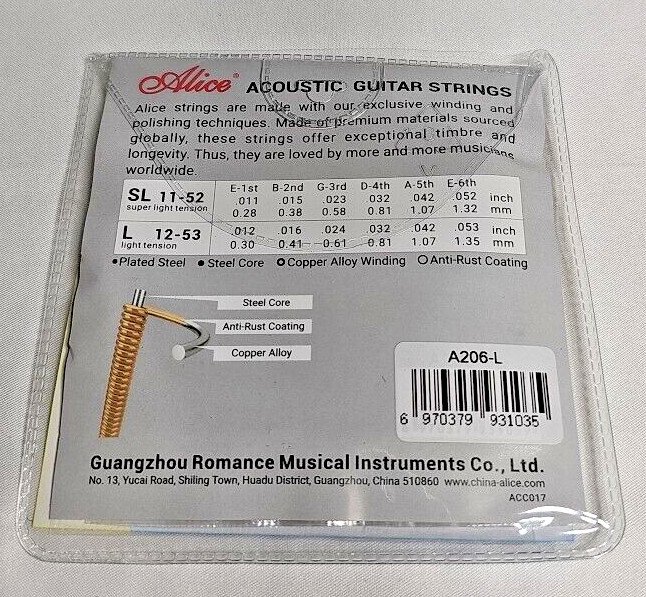 Alice® ACOUSTIC GUITAR STRINGS
Alice strings are made with our exclusive winding and
polishing techniques. Made of premium materials sourced
globally, these strings offer exceptional timbre and
longevity. Thus, they are loved by more and more musicians
worldwide.
E-1st B-2nd G-3rd D-4th A-5th E-6th
SL 11-52 .011 .015 .023 .032 .042 .052 inch
super light tension 0.28 0.38 0.58 0.81 1.07 1.32 mm
L 12-53 .012 .016 .024 .032 .042 .053 inch
light tension 0.30 0.41 0.61 0.81 1.07 1.35 mm
•Plated Steel ●Steel Core ✪Copper Alloy Winding ○Anti-Rust Coating
Steel Core
Anti-Rust Coating
Copper Alloy
A206-L
6 970379 931035
Guangzhou Romance Musical Instruments Co., Ltd.
No. 13, Yucai Road, Shiling Town, Huadu District, Guangzhou, China 510860 www.china-alice.com
ACC017